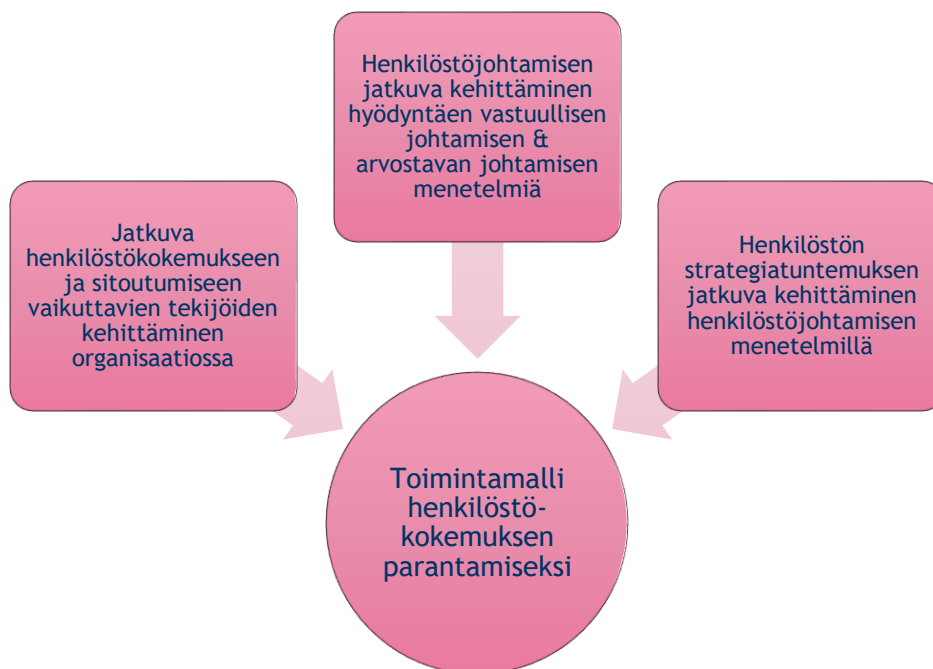 Henkilöstöjohtamisen
jatkuva kehittäminen
hyödyntäen vastuullisen
johtamisen &
arvostavan johtamisen
menetelmiä
Jatkuva
henkilöstökokemukseen
ja sitoutumiseen
vaikuttavien tekijöiden
kehittäminen
organisaatiossa
Henkilöstön
strategiatuntemuksen
jatkuva kehittäminen
henkilöstöjohtamisen
menetelmillä
Toimintamalli
henkilöstö-
kokemuksen
parantamiseksi